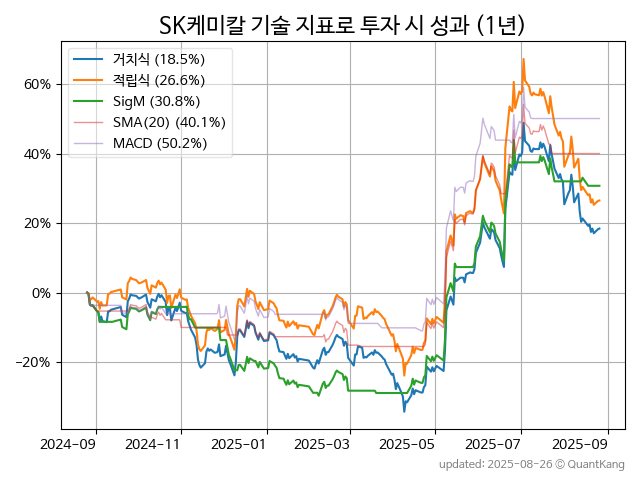 SK케미칼 기술 지표로 투자 시 성과 (1년)
거치식 (18.5%)
적립식 (26.6%)
SigM (30.8%)
SMA(20) (40.1%)
MACD (50.2%)
60%
40%
20%
0%
−20%
2024-09 2024-11 2025-01 2025-03 2025-05 2025-07 2025-09
updated: 2025-08-26 © QuantKang